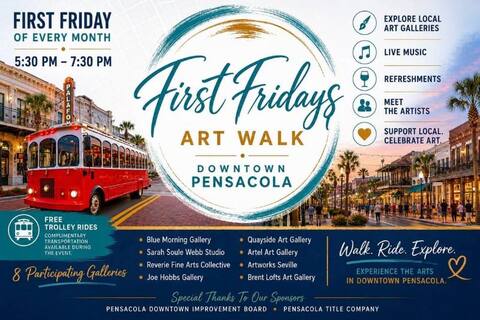 FIRST FRIDAY
OF EVERY MONTH
5:30 PM – 7:30 PM
PALAFOX
First Fridays
ART WALK
DOWNTOWN
PENSACOLA
EXPLORE LOCAL
ART GALLERIES
LIVE MUSIC
REFRESHMENTS
MEET
THE ARTISTS
SUPPORT LOCAL.
CELEBRATE ART.
FREE
TROLLEY RIDES
COMPLIMENTARY
TRANSPORTATION
AVAILABLE DURING
THE EVENT.
8 Participating Galleries
• Blue Morning Gallery
• Sarah Soule Webb Studio
• Reverie Fine Arts Collective
• Joe Hobbs Gallery
• Quayside Art Gallery
• Artel Art Gallery
• Artworks Seville
• Brent Lofts Art Gallery
Walk. Ride. Explore.
EXPERIENCE THE ARTS
IN DOWNTOWN PENSACOLA.
Special Thanks To Our Sponsors
PENSACOLA DOWNTOWN IMPROVEMENT BOARD • PENSACOLA TITLE COMPANY